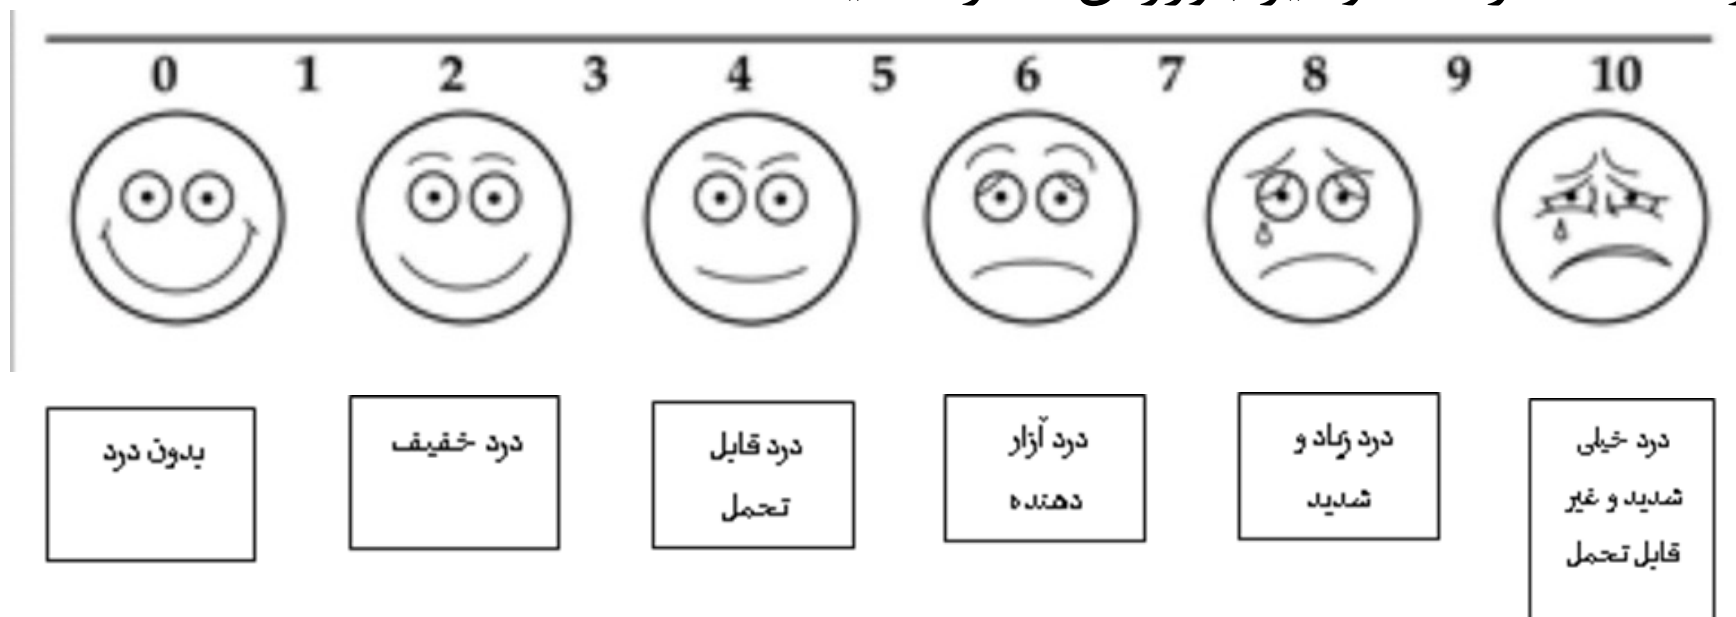 0 1 2 3 4 5 6 7 8 9 10
بدون درد
درد خفیف
درد قابل
تحمل
درد آزار
دهنده
درد زیاد و
شدید
درد خیلی
شدید و غیر
قابل تحمل